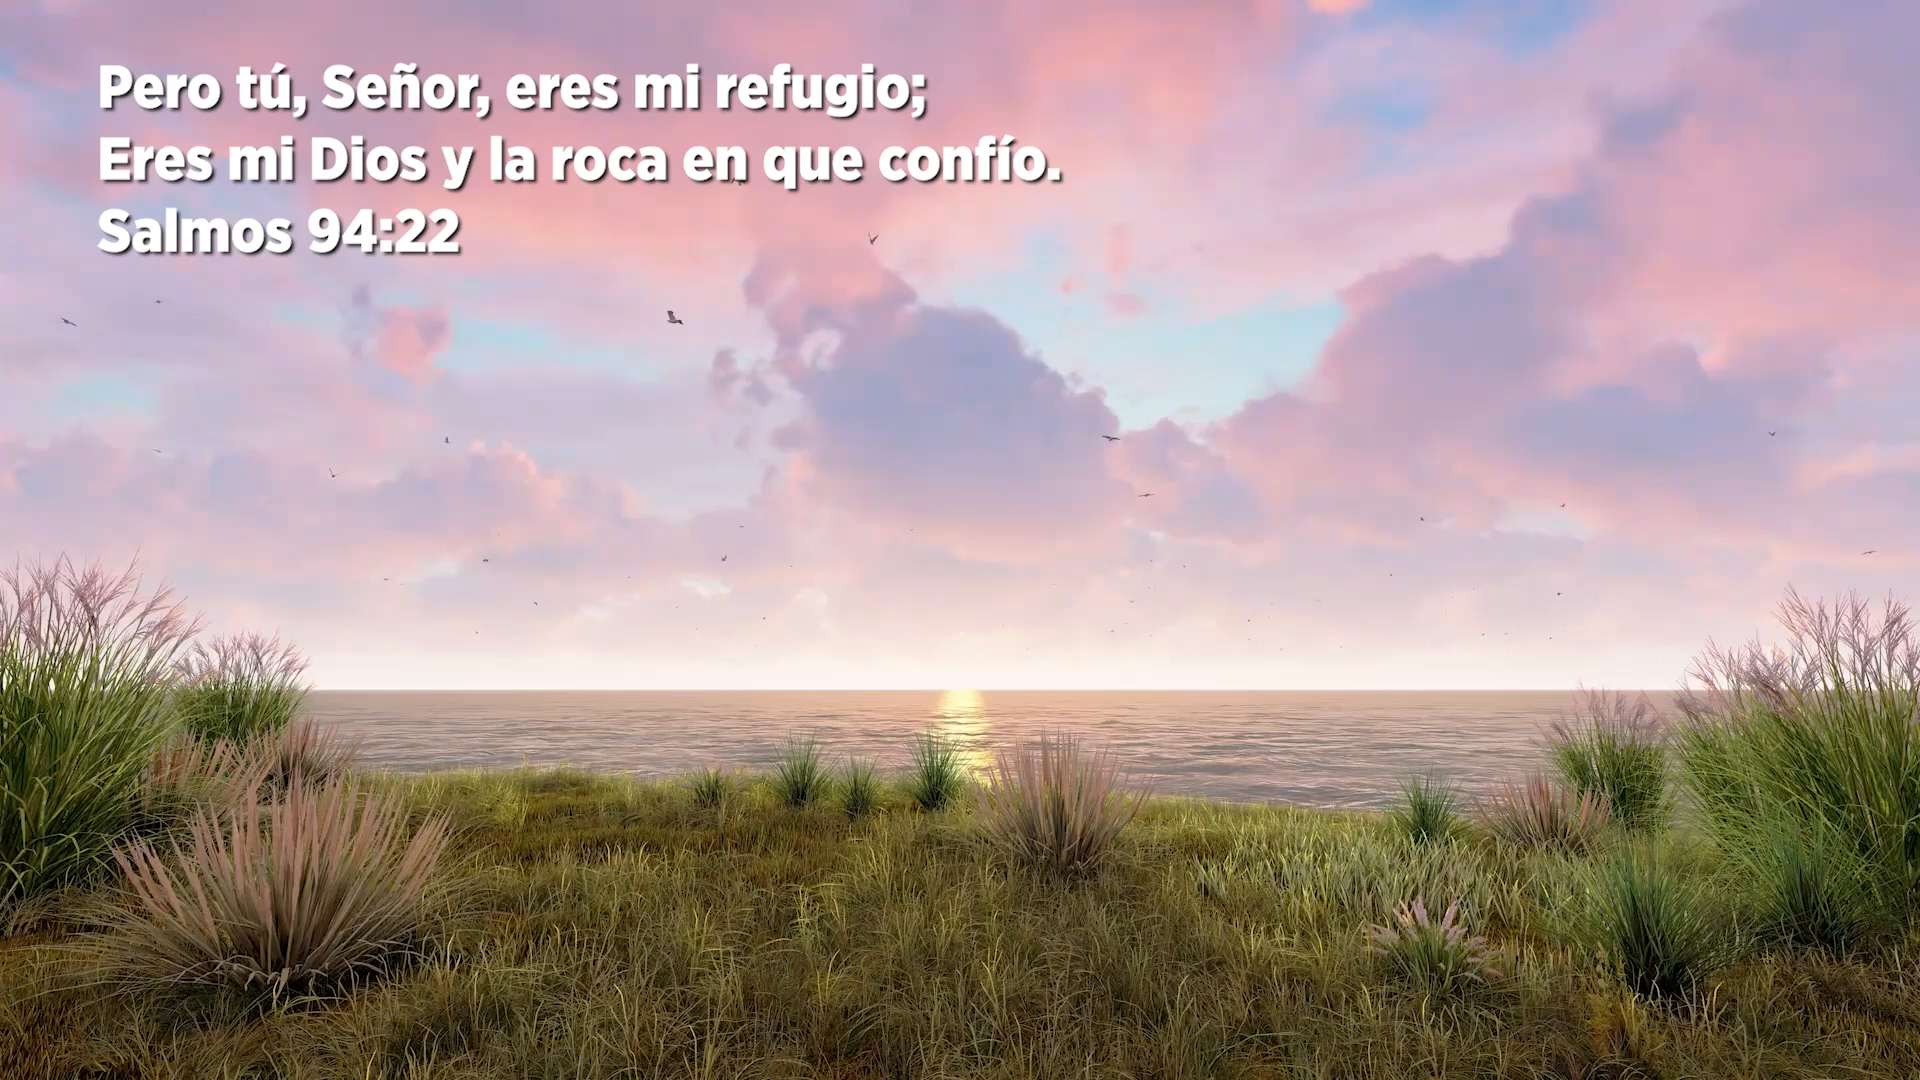 Pero tú, Señor, eres mi refugio;
Eres mi Dios y la roca en que confío.
Salmos 94:22